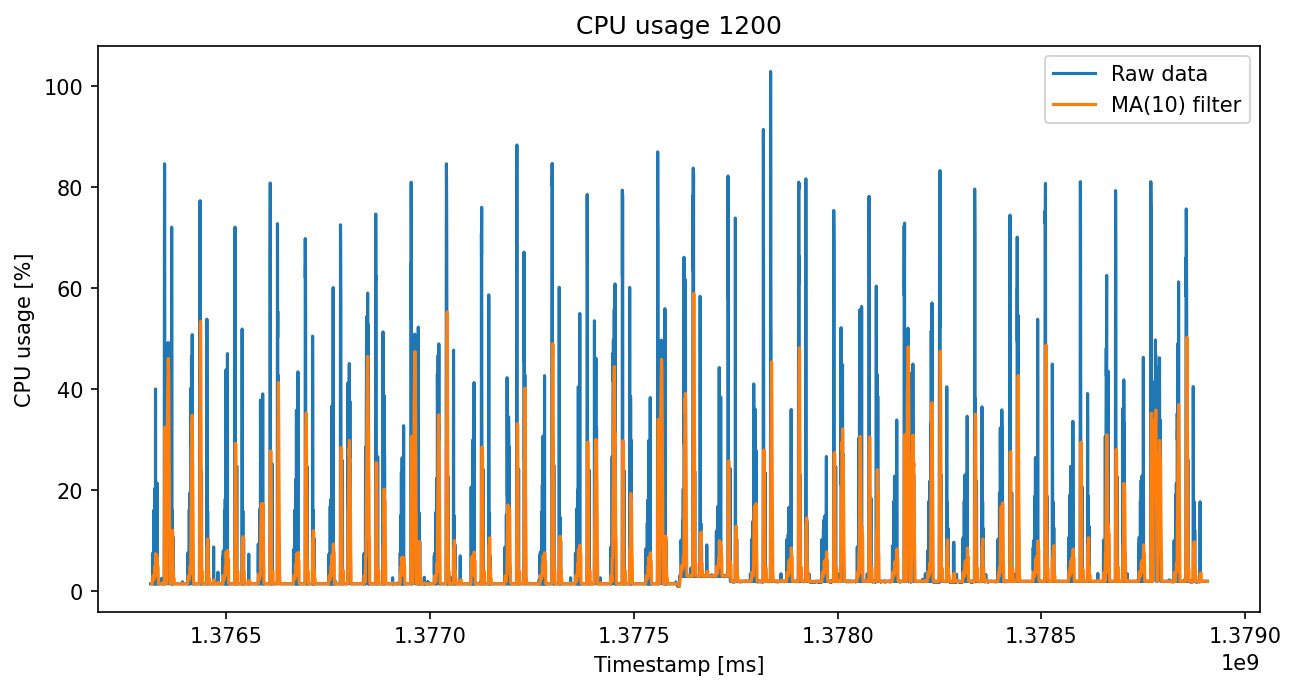 CPU usage 1200
Raw data
MA(10) filter
CPU usage [%]
100
80
60
40
20
0
1.3765 1.3770 1.3775 1.3780 1.3785 1.3790
1e9
Timestamp [ms]